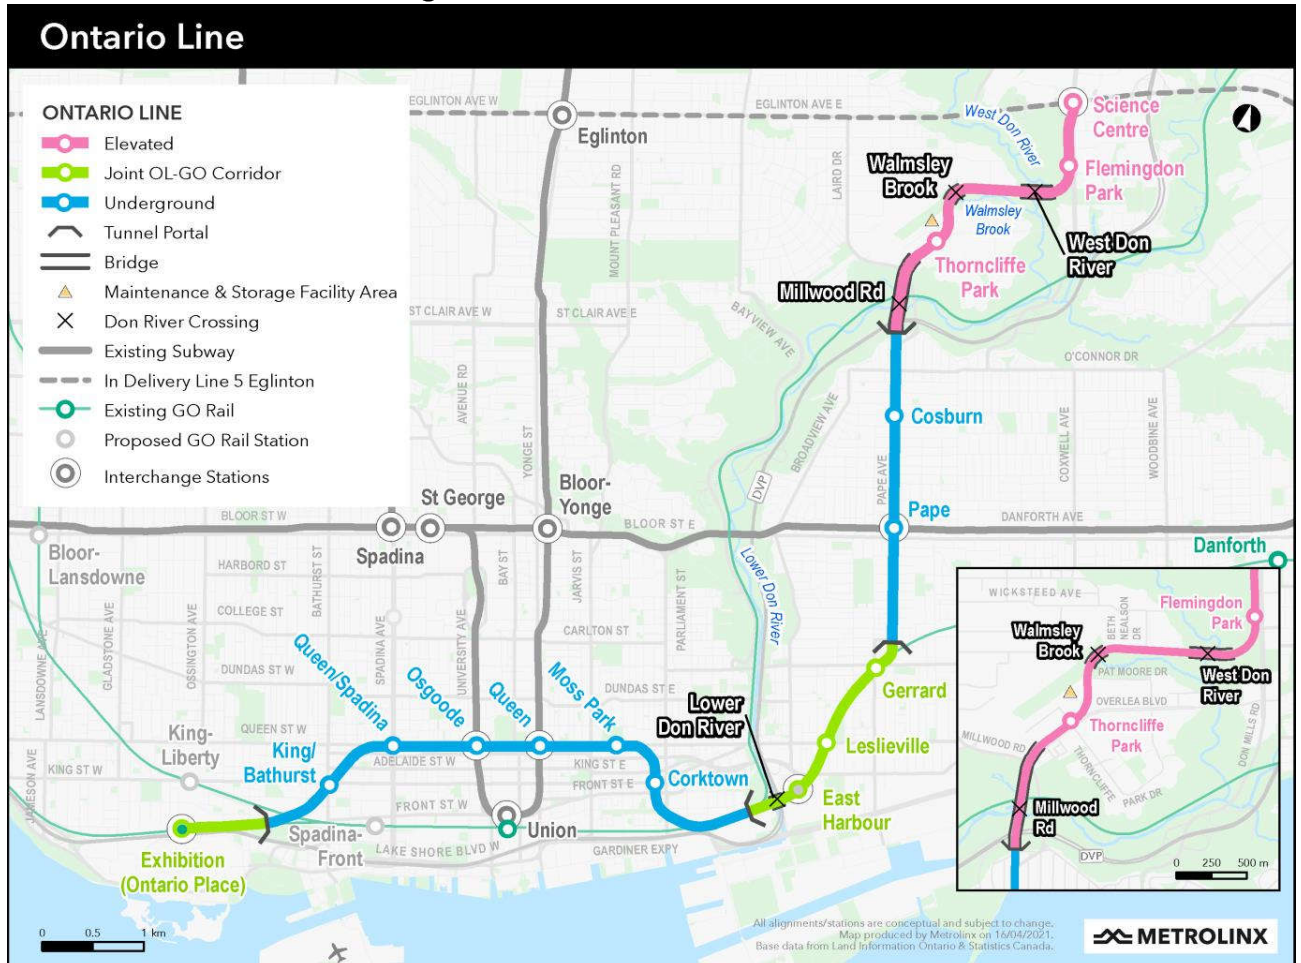 Ontario Line
ONTARIO LINE
Elevated
Joint OL-GO Corridor
Underground
Tunnel Portal
Bridge
Maintenance & Storage Facility Area
Don River Crossing
Existing Subway
In Delivery Line 5 Eglinton
Existing GO Rail
Proposed GO Rail Station
Interchange Stations
EGLINTON AVE W
EGLINTON AVE E
Eglinton
West Don
River
Science
Centre
Walmsley
Brook
Flemingdon
Park
LAIRD DR
Walmsley
Brook
West Don
River
MOUNT PLEASANT RD
Thorncliffe
Park
Millwood Rd
ST CLAIR AVE W
ST CLAIR AVE E
BAYVIEW AVE
O'CONNOR DR
AVENUE RD
YONGE ST
BROADVIEW AVE
Cosburn
COXWELL AVE
WOODBINE AVE
DVP
PAPE AVE
St George
Bloor-
Yonge
Pape
BLOOR ST W
BLOOR ST E
DANFORTH AVE
Spadina
Bloor-
Lansdowne
Danforth
HARBORD ST
BATHURST ST
BAY ST
JARVIS ST
Lower Don River
COLLEGE ST
PARLIAMENT ST
CARLTON ST
LANSDOWNE AVE
GLADSTONE AVE
OSSINGTON AVE
SPADINA AVE
UNIVERSITY AVE
DUNDAS ST W
Queen/Spadina
Osgoode
Queen
Moss Park
DUNDAS ST E
Gerrard
Lower
Don River
QUEEN ST W
King-
Liberty
King/
Bathurst
ADELAIDE ST W
KING ST E
Leslieville
JAMESON AVE
KING ST W
FRONT ST E
Corktown
FRONT ST W
East
Harbour
Spadina-
Front
Union
LAKE SHORE BLVD W
GARDINER EXPY
Exhibition
(Ontario Place)
0 0.5 1 km
WICKSTEED AVE
Flemingdon
Park
BETH
NEALSON
DR
Walmsley
Brook
PAT MOORE DR
West Don
River
OVERLEA BLVD
Thorncliffe
Park
MILLWOOD RD
DON MILLS RD
THORNCLIFFE
PARK DR
Millwood
Rd
DVP
0 250 500 m
All alignments/stations are conceptual and subject to change.
Map produced by Metrolinx on 16/04/2021.
Base data from Land Information Ontario & Statistics Canada.
METROLINX